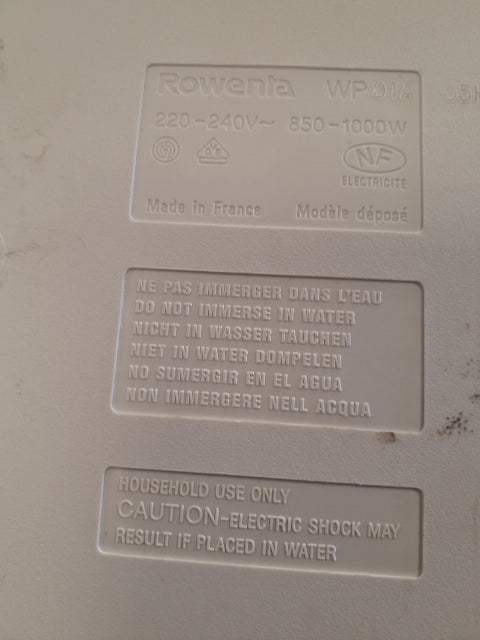 Rowenta WP 01A
220-240V~ 850-1000W
NF
ELECTRICITE
Made in France Modèle déposé
NE PAS IMMERGER DANS L'EAU
DO NOT IMMERSE IN WATER
NICHT IN WASSER TAUCHEN
NIET IN WATER DOMPELEN
NO SUMERGIR EN EL AGUA
NON IMMERGERE NELL ACQUA
HOUSEHOLD USE ONLY
CAUTION-ELECTRIC SHOCK MAY
RESULT IF PLACED IN WATER